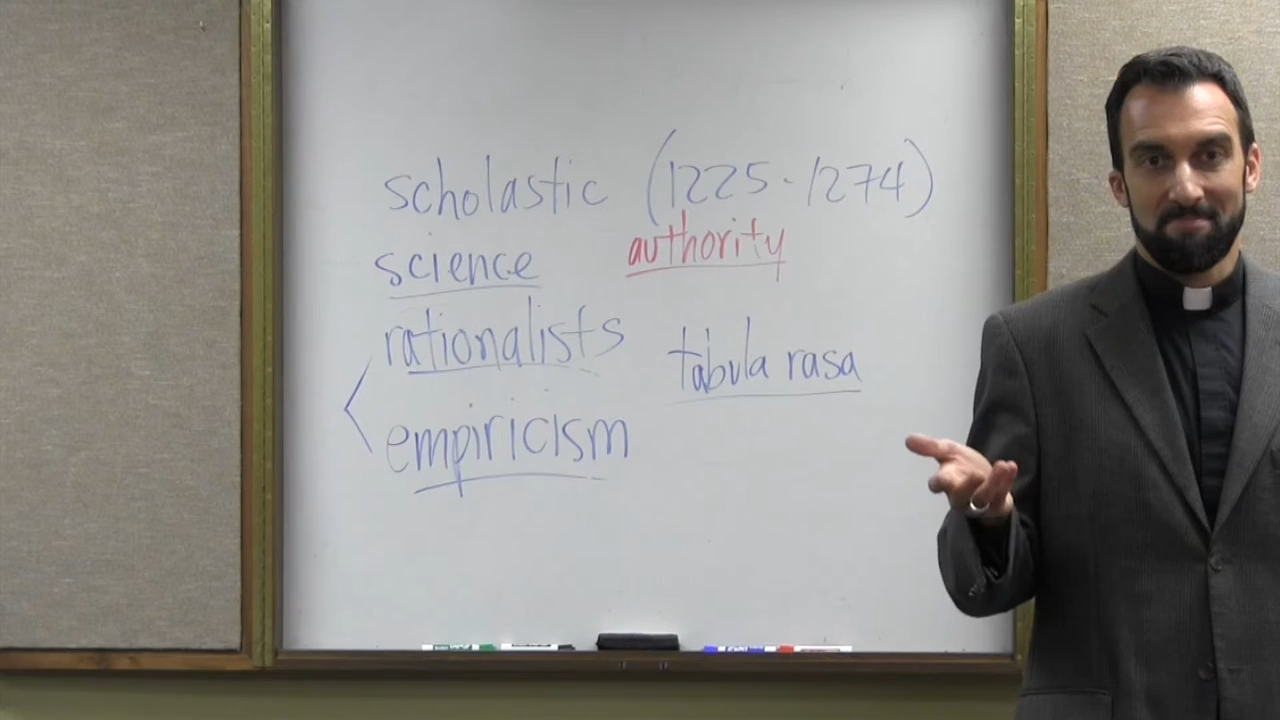 scholastic (1225-1274)
science authority
rationalists
tabula rasa
empiricism